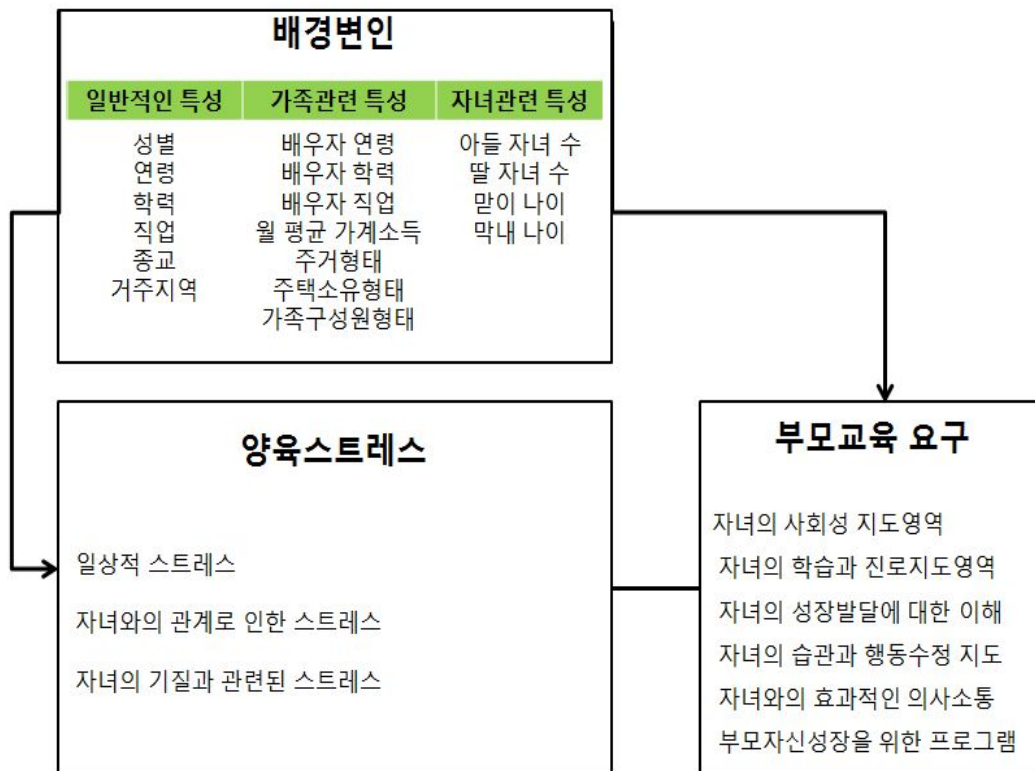 배경변인
일반적인 특성 가족관련 특성 자녀관련 특성
성별 배우자 연령 아들 자녀 수
연령 배우자 학력 딸 자녀 수
학력 배우자 직업 맏이 나이
직업 월 평균 가계소득 막내 나이
종교 주거형태
거주지역 주택소유형태
가족구성원형태
양육스트레스
일상적 스트레스
자녀와의 관계로 인한 스트레스
자녀의 기질과 관련된 스트레스
부모교육 요구
자녀의 사회성 지도영역
자녀의 학습과 진로지도영역
자녀의 성장발달에 대한 이해
자녀의 습관과 행동수정 지도
자녀와의 효과적인 의사소통
부모자신성장을 위한 프로그램